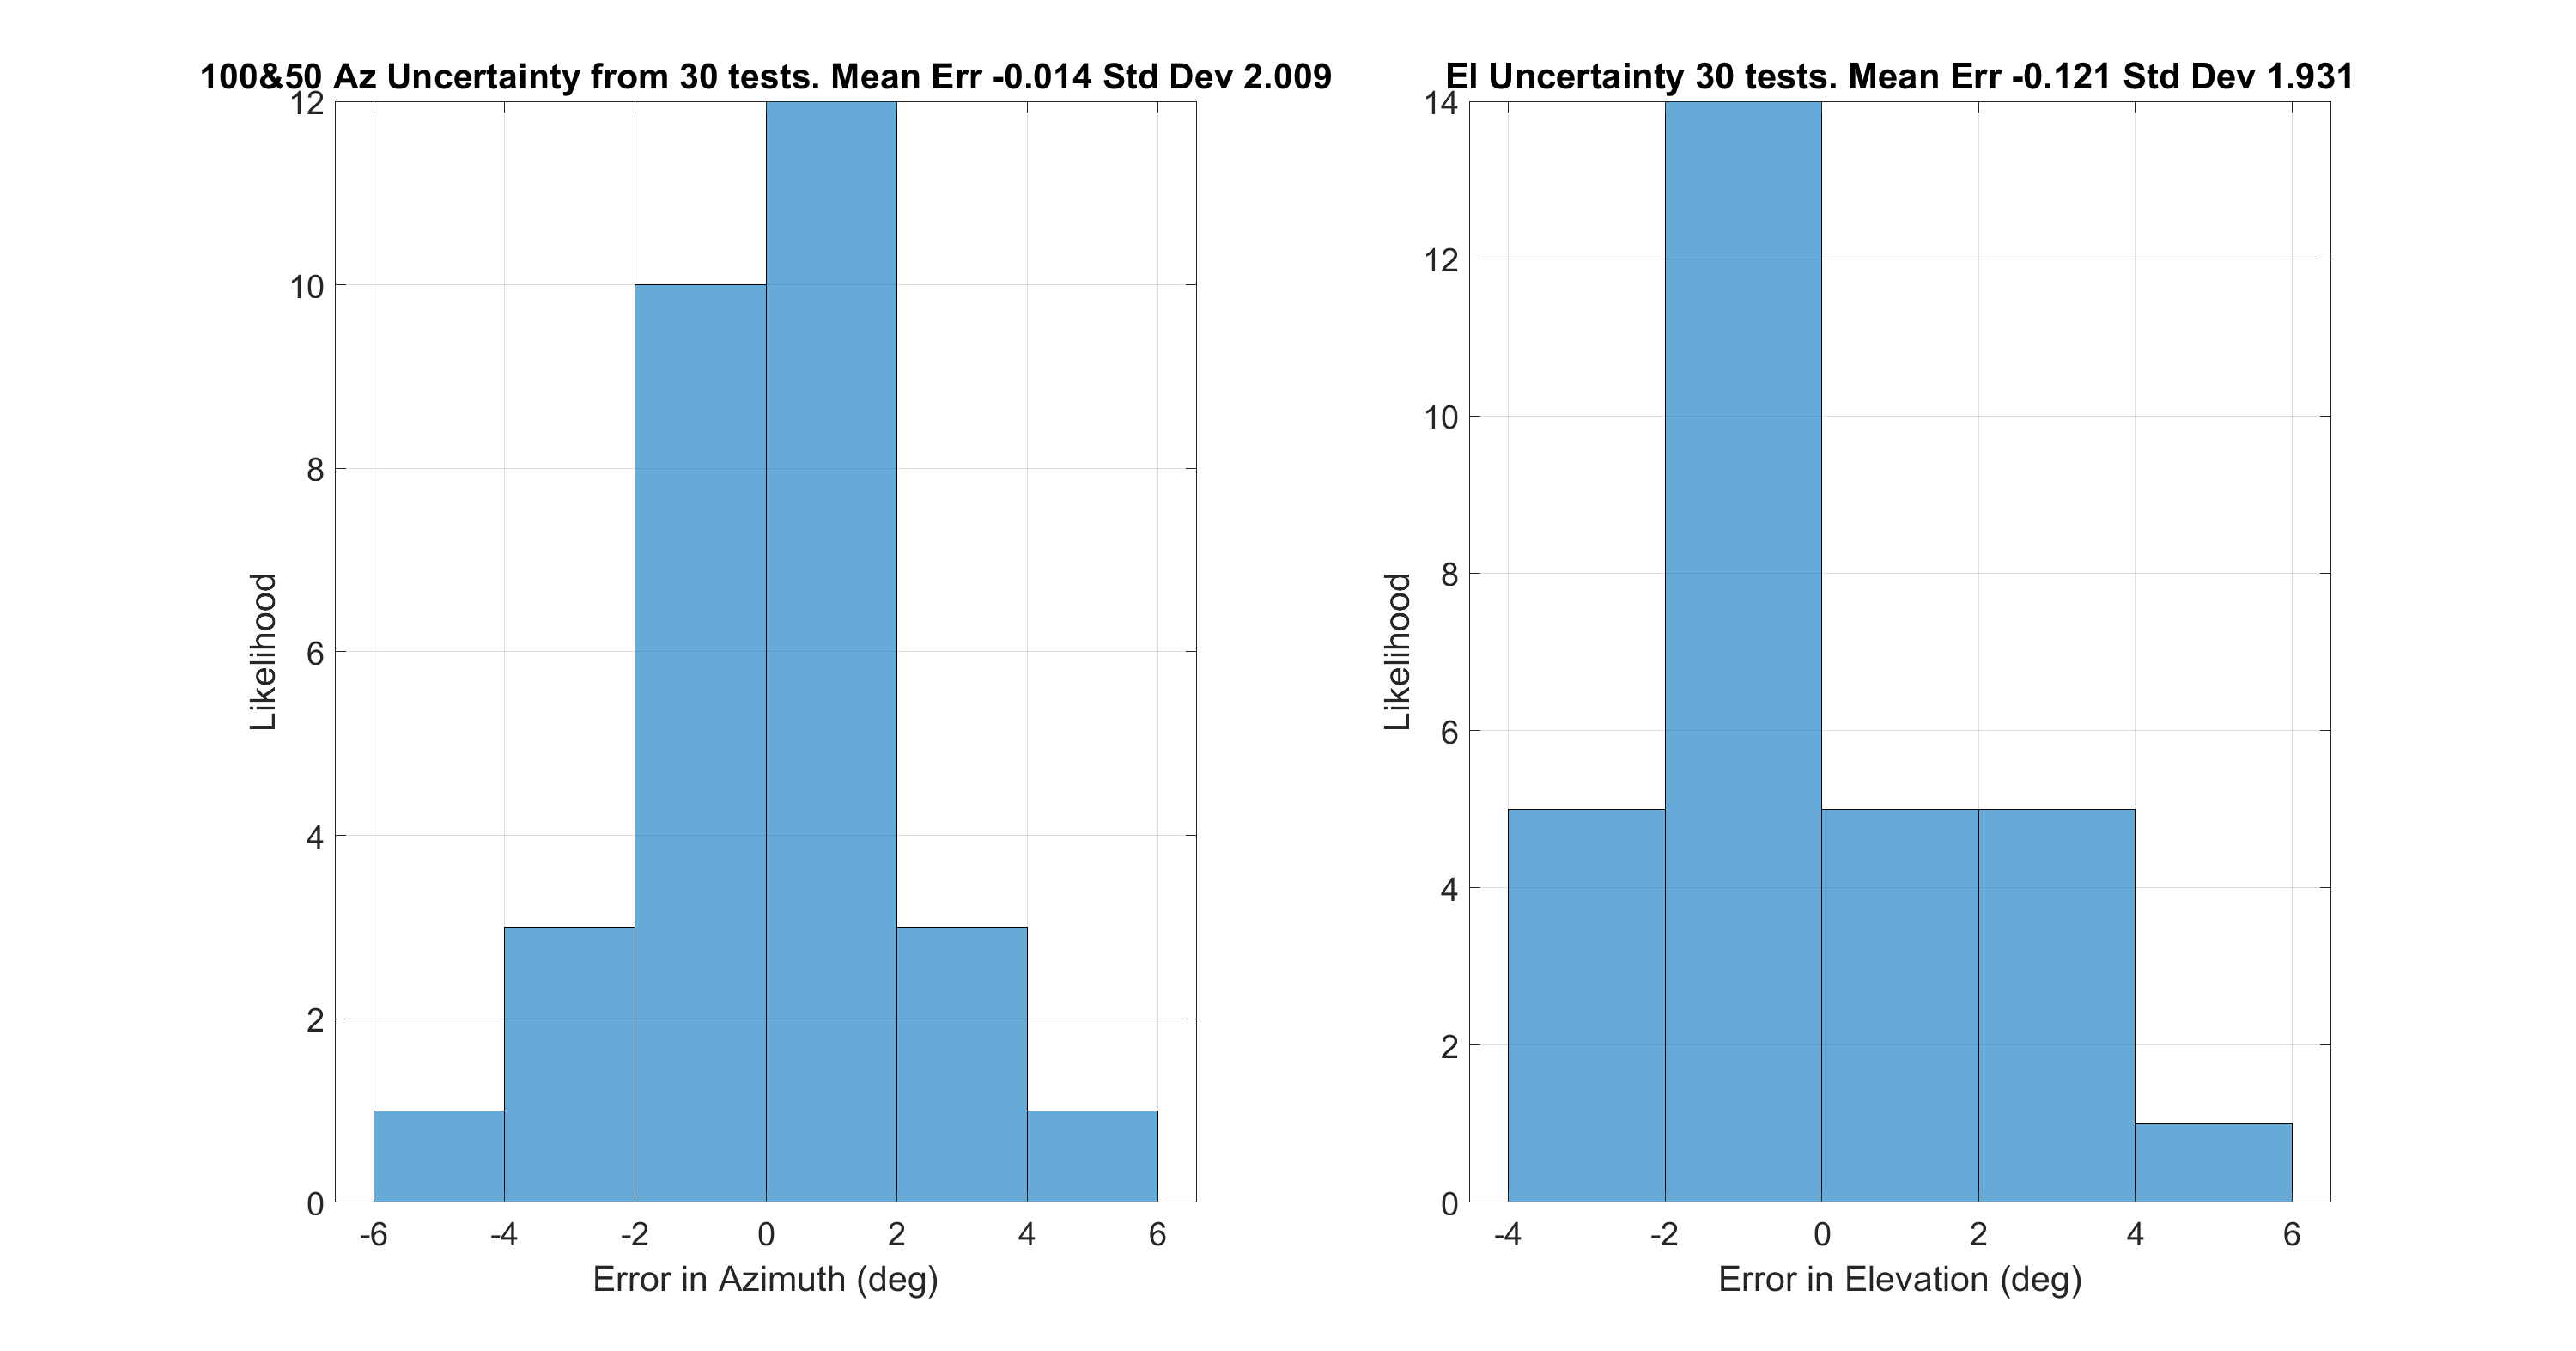 100&50 Az Uncertainty from 30 tests. Mean Err -0.014 Std Dev 2.009
12
10
8
6
4
2
0
Likelihood
-6 -4 -2 0 2 4 6
Error in Azimuth (deg)
El Uncertainty 30 tests. Mean Err -0.121 Std Dev 1.931
14
12
10
8
6
4
2
0
Likelihood
-4 -2 0 2 4 6
Error in Elevation (deg)